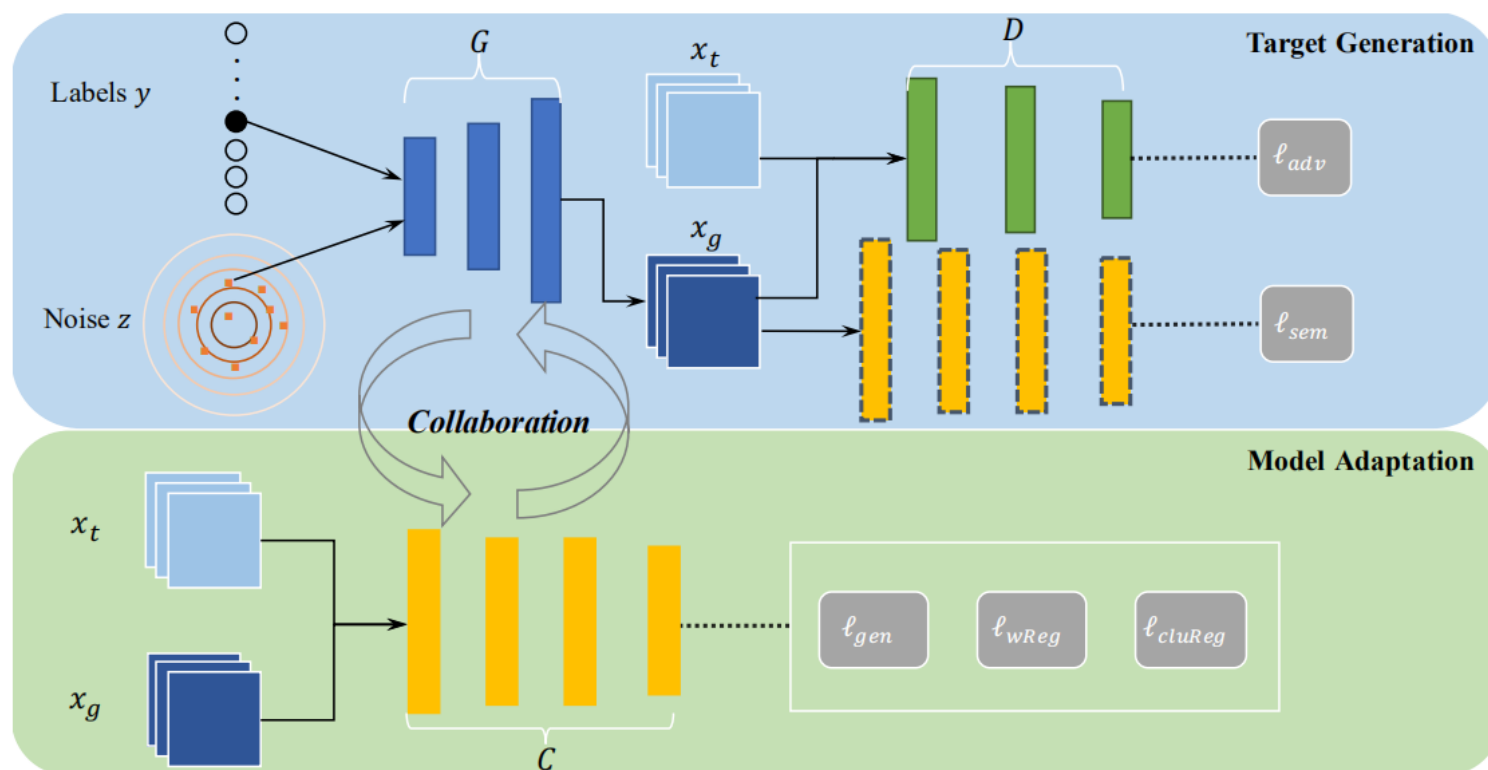 Target Generation
G
D
x_t
Labels y
ℓ_adv
x_g
Noise z
ℓ_sem
Collaboration
Model Adaptation
x_t
ℓ_gen
ℓ_wReg
ℓ_cluReg
x_g
C